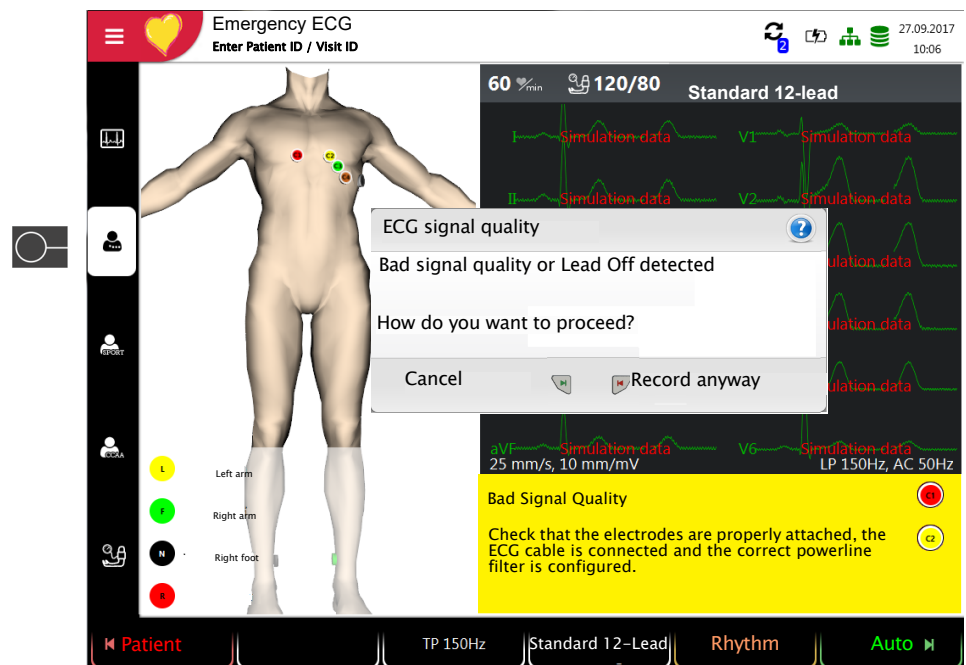 Emergency ECG
Enter Patient ID / Visit ID
2
27.09.2017
10:06
60 /min
120/80
Standard 12-lead
I
Simulation data
V1
Simulation data
II
Simulation data
V2
Simulation data
ulation data
ulation data
ulation data
aVF
Simulation data
V6
Simulation data
25 mm/s, 10 mm/mV
LP 150Hz, AC 50Hz
C1
C2
C3
C4
SPORT
CCAA
ECG signal quality
?
Bad signal quality or Lead Off detected
How do you want to proceed?
Cancel
Record anyway
L
Left arm
F
Right arm
N
Right foot
R
Bad Signal Quality
C1
Check that the electrodes are properly attached, the
ECG cable is connected and the correct powerline
filter is configured.
C2
Patient
TP 150Hz
Standard 12-Lead
Rhythm
Auto